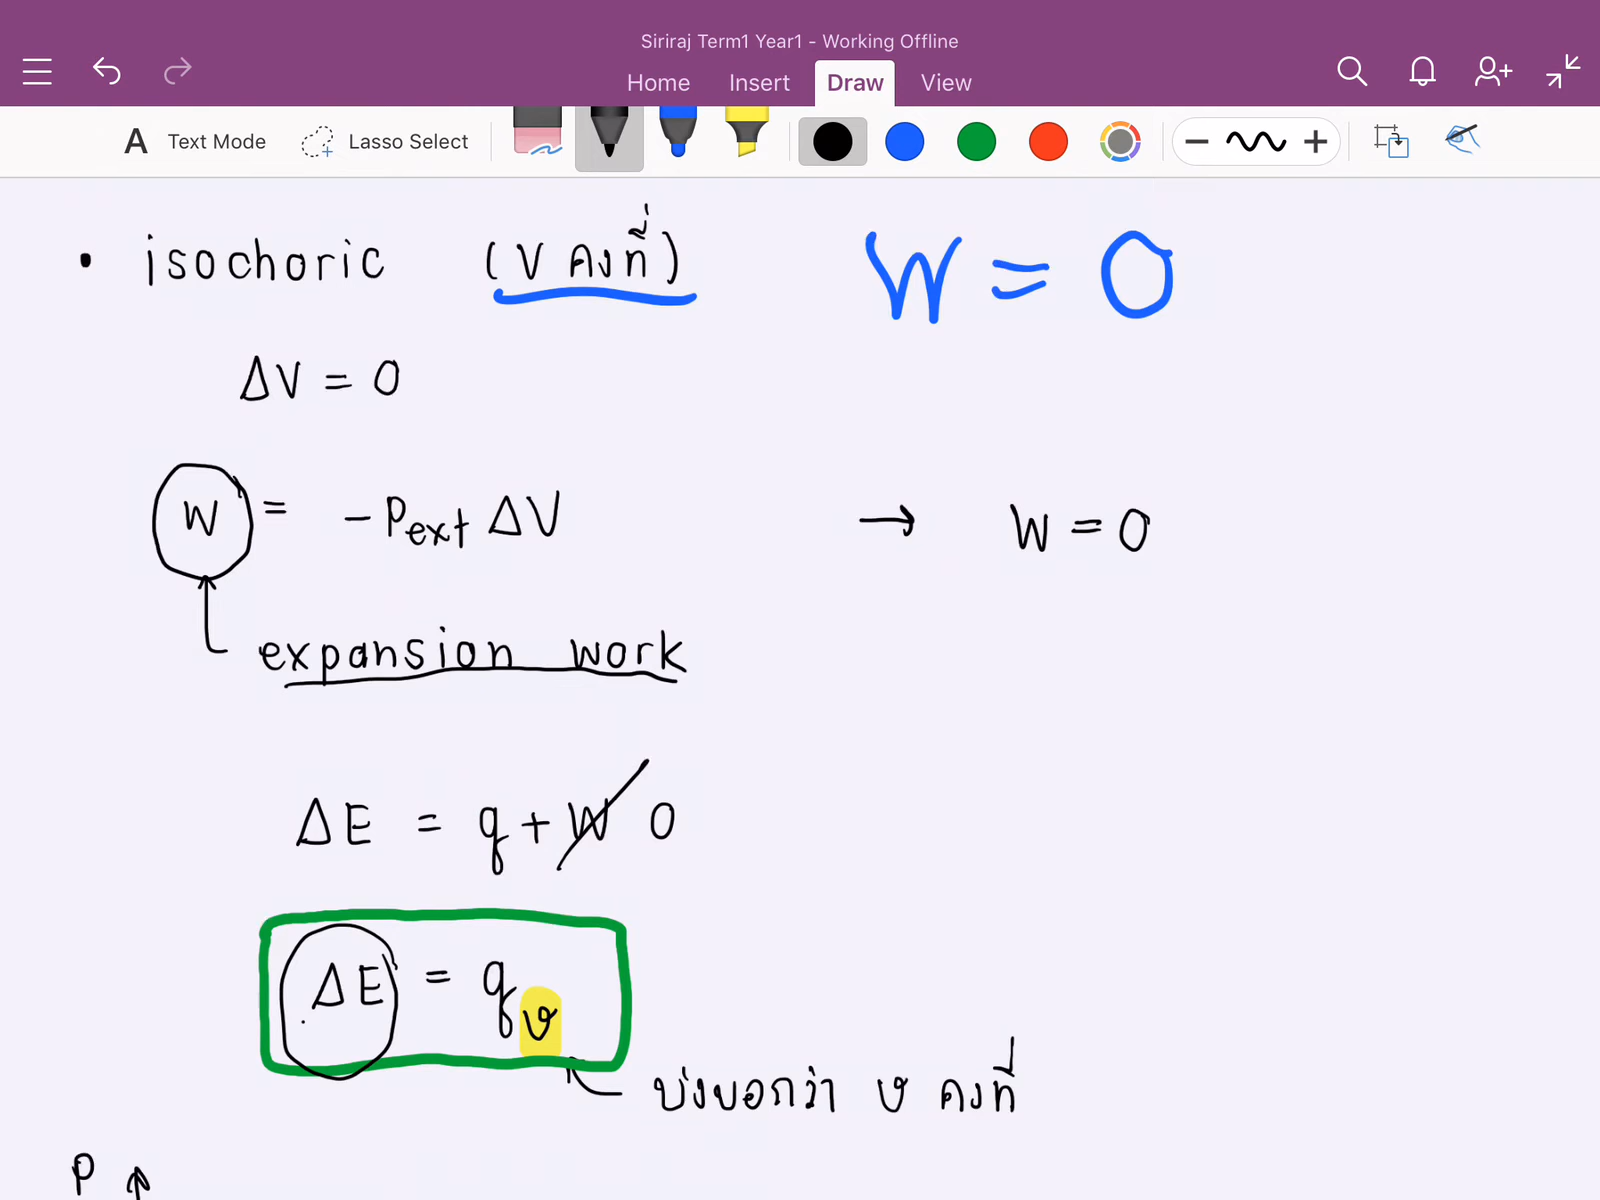 Siriraj Term1 Year1 - Working Offline
Home Insert Draw View
A Text Mode Lasso Select
• isochoric (V คงที่) W = 0
ΔV = 0
W = - Pext ΔV → W = 0
expansion work
ΔE = q + W 0
ΔE = qv
บ่งบอกว่า v คงที่
P ↑